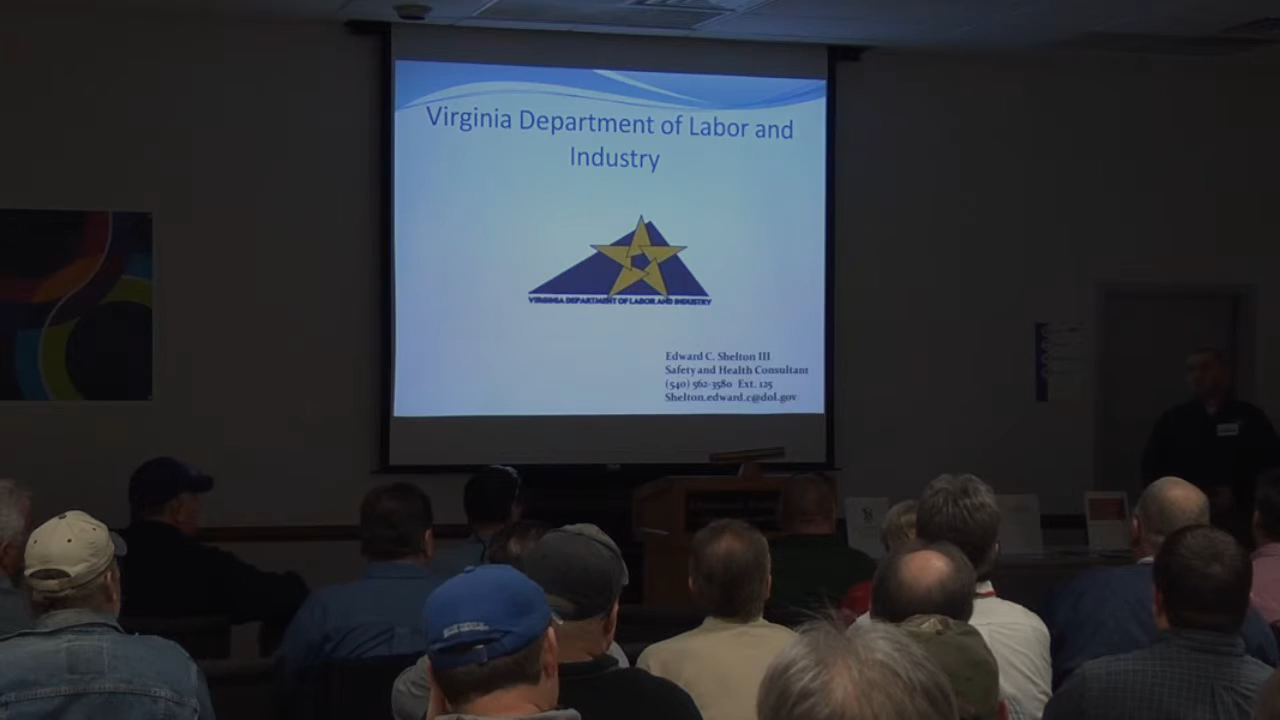 Virginia Department of Labor and
Industry
VIRGINIA DEPARTMENT OF LABOR AND INDUSTRY
Edward C. Shelton III
Safety and Health Consultant
(540) 562-3580 Ext. 125
Shelton.edward.c@dol.gov